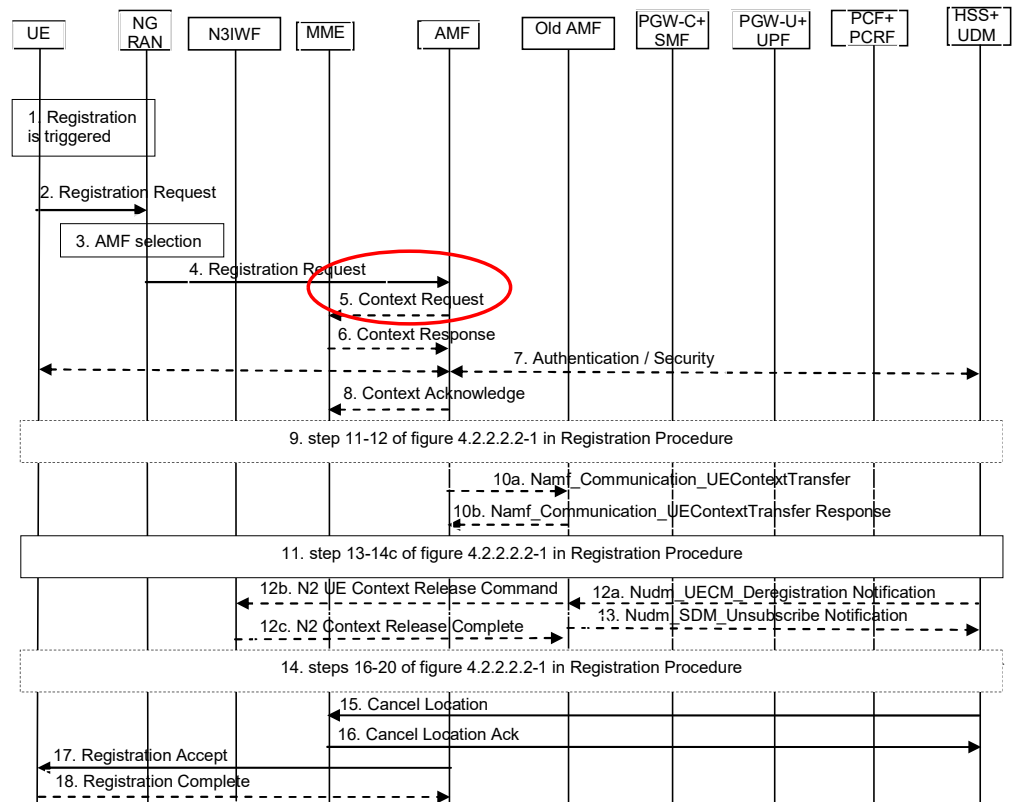 UE
NG
RAN
N3IWF
MME
AMF
Old AMF
PGW-C+
SMF
PGW-U+
UPF
PCF+
PCRF
HSS+
UDM
1. Registration
is triggered
2. Registration Request
3. AMF selection
4. Registration Request
5. Context Request
6. Context Response
7. Authentication / Security
8. Context Acknowledge
9. step 11-12 of figure 4.2.2.2.2-1 in Registration Procedure
10a. Namf_Communication_UEContextTransfer
10b. Namf_Communication_UEContextTransfer Response
11. step 13-14c of figure 4.2.2.2.2-1 in Registration Procedure
12b. N2 UE Context Release Command
12a. Nudm_UECM_Deregistration Notification
12c. N2 Context Release Complete
13. Nudm_SDM_Unsubscribe Notification
14. steps 16-20 of figure 4.2.2.2.2-1 in Registration Procedure
15. Cancel Location
16. Cancel Location Ack
17. Registration Accept
18. Registration Complete